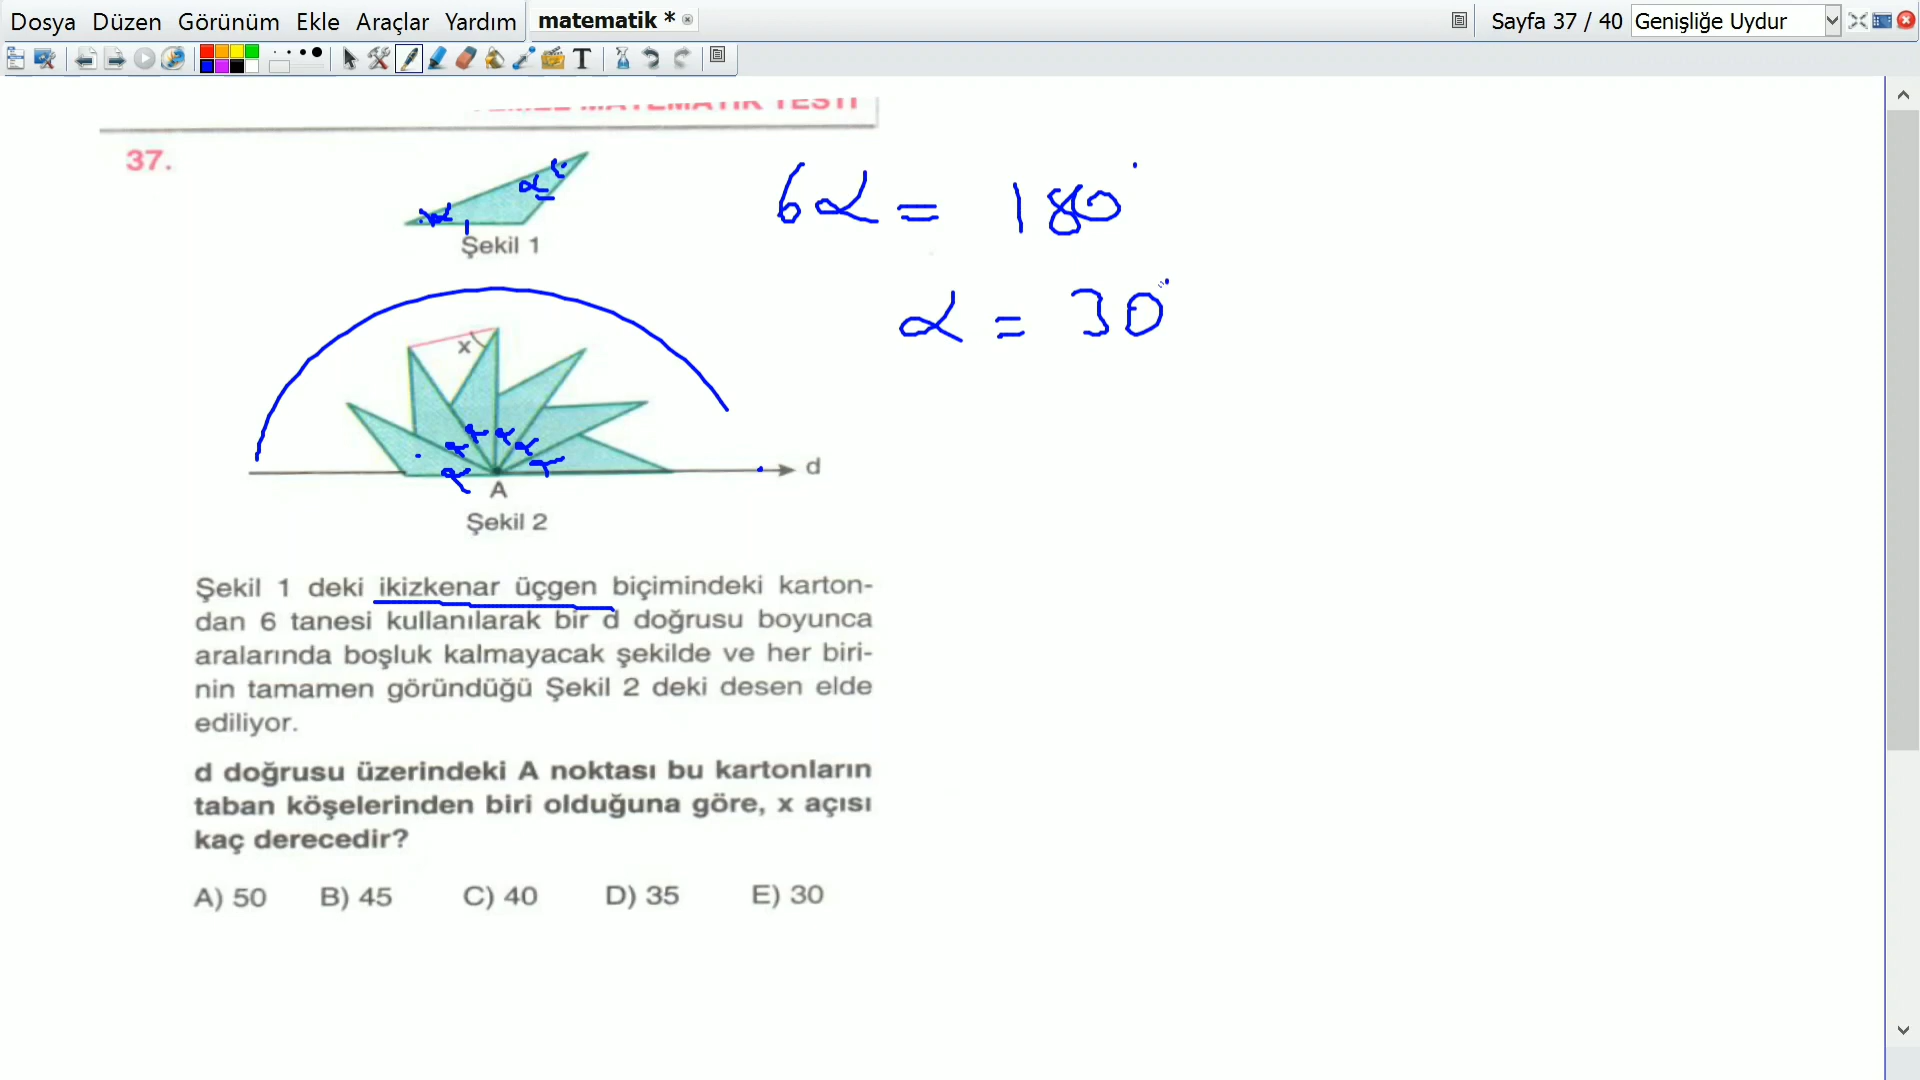 Dosya Düzen Görünüm Ekle Araçlar Yardım matematik * Sayfa 37 / 40 Genişliğe Uydur
TEMEL MATEMATİK TESTİ
37.
α α
Şekil 1
6α = 180°
α = 30°
x
α α α α α α
A
d
Şekil 2
Şekil 1 deki ikizkenar üçgen biçimindeki karton-
dan 6 tanesi kullanılarak bir d doğrusu boyunca
aralarında boşluk kalmayacak şekilde ve her biri-
nin tamamen göründüğü Şekil 2 deki desen elde
ediliyor.
d doğrusu üzerindeki A noktası bu kartonların
taban köşelerinden biri olduğuna göre, x açısı
kaç derecedir?
A) 50 B) 45 C) 40 D) 35 E) 30